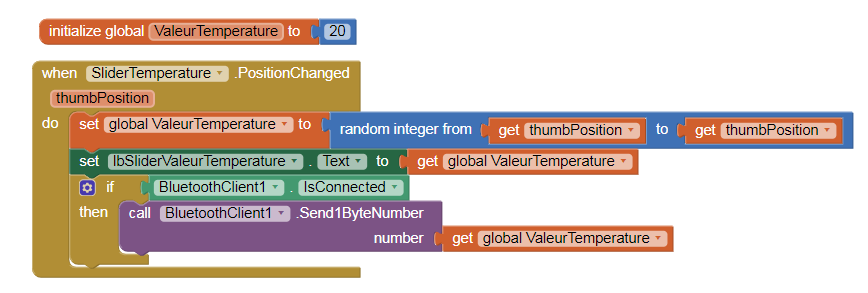 initialize global ValeurTemperature to 20
when SliderTemperature .PositionChanged
thumbPosition
do set global ValeurTemperature to random integer from get thumbPosition to get thumbPosition
set lbSliderValeurTemperature . Text to get global ValeurTemperature
if BluetoothClient1 . IsConnected
then call BluetoothClient1 .Send1ByteNumber
number get global ValeurTemperature